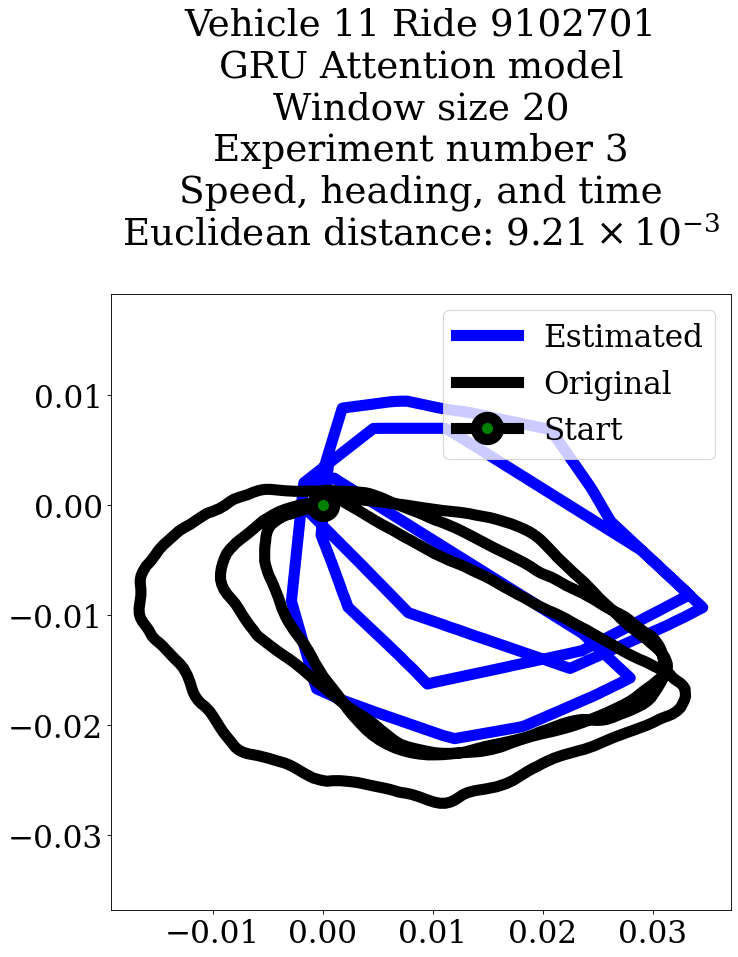 Vehicle 11 Ride 9102701
GRU Attention model
Window size 20
Experiment number 3
Speed, heading, and time
Euclidean distance: 9.21 × 10⁻³
Estimated
Original
Start
0.01
0.00
−0.01
−0.02
−0.03
−0.01 0.00 0.01 0.02 0.03